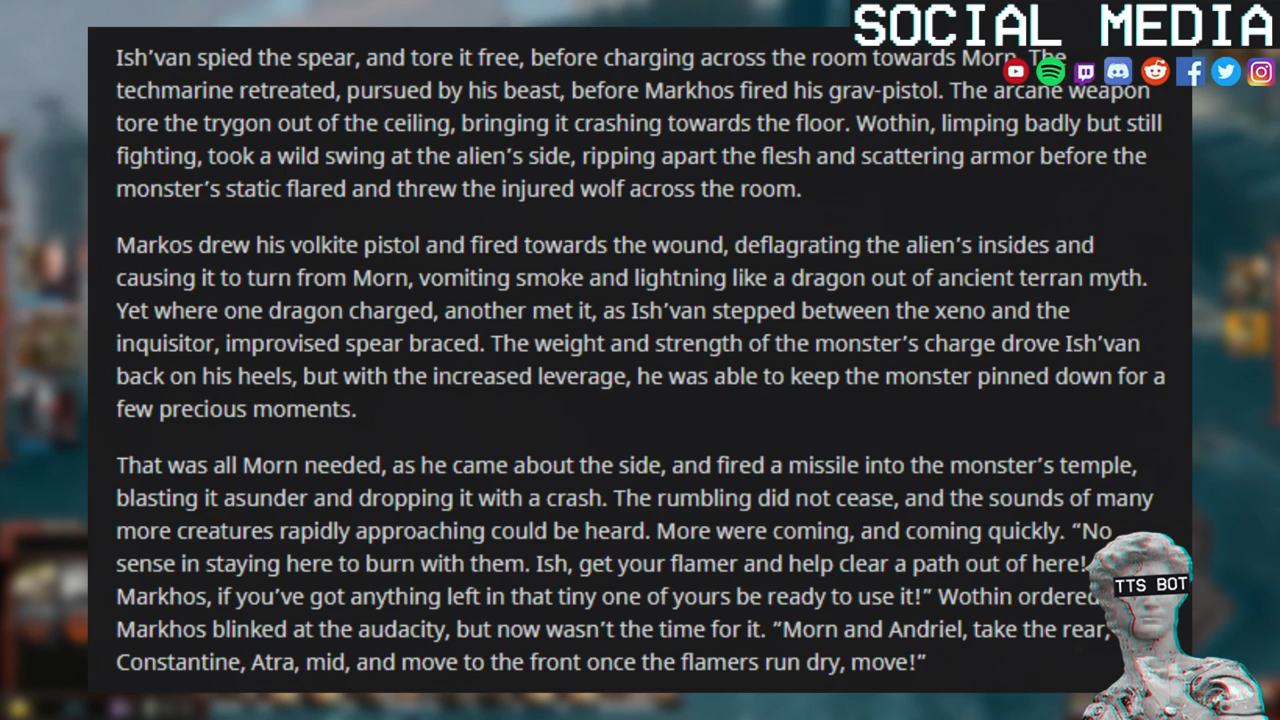 SOCIAL MEDIA
Ish’van spied the spear, and tore it free, before charging across the room towards Morn. The
techmarine retreated, pursued by his beast, before Markhos fired his grav-pistol. The arcane weapon
tore the trygon out of the ceiling, bringing it crashing towards the floor. Wothin, limping badly but still
fighting, took a wild swing at the alien’s side, ripping apart the flesh and scattering armor before the
monster’s static flared and threw the injured wolf across the room.
Markos drew his volkite pistol and fired towards the wound, deflagrating the alien’s insides and
causing it to turn from Morn, vomiting smoke and lightning like a dragon out of ancient terran myth.
Yet where one dragon charged, another met it, as Ish’van stepped between the xeno and the
inquisitor, improvised spear braced. The weight and strength of the monster’s charge drove Ish’van
back on his heels, but with the increased leverage, he was able to keep the monster pinned down for a
few precious moments.
That was all Morn needed, as he came about the side, and fired a missile into the monster’s temple,
blasting it asunder and dropping it with a crash. The rumbling did not cease, and the sounds of many
more creatures rapidly approaching could be heard. More were coming, and coming quickly. “No
sense in staying here to burn with them. Ish, get your flamer and help clear a path out of here!
Markhos, if you’ve got anything left in that tiny one of yours be ready to use it!” Wothin ordered
Markhos blinked at the audacity, but now wasn’t the time for it. “Morn and Andriel, take the rear,
Constantine, Atra, mid, and move to the front once the flamers run dry, move!”
TTS BOT